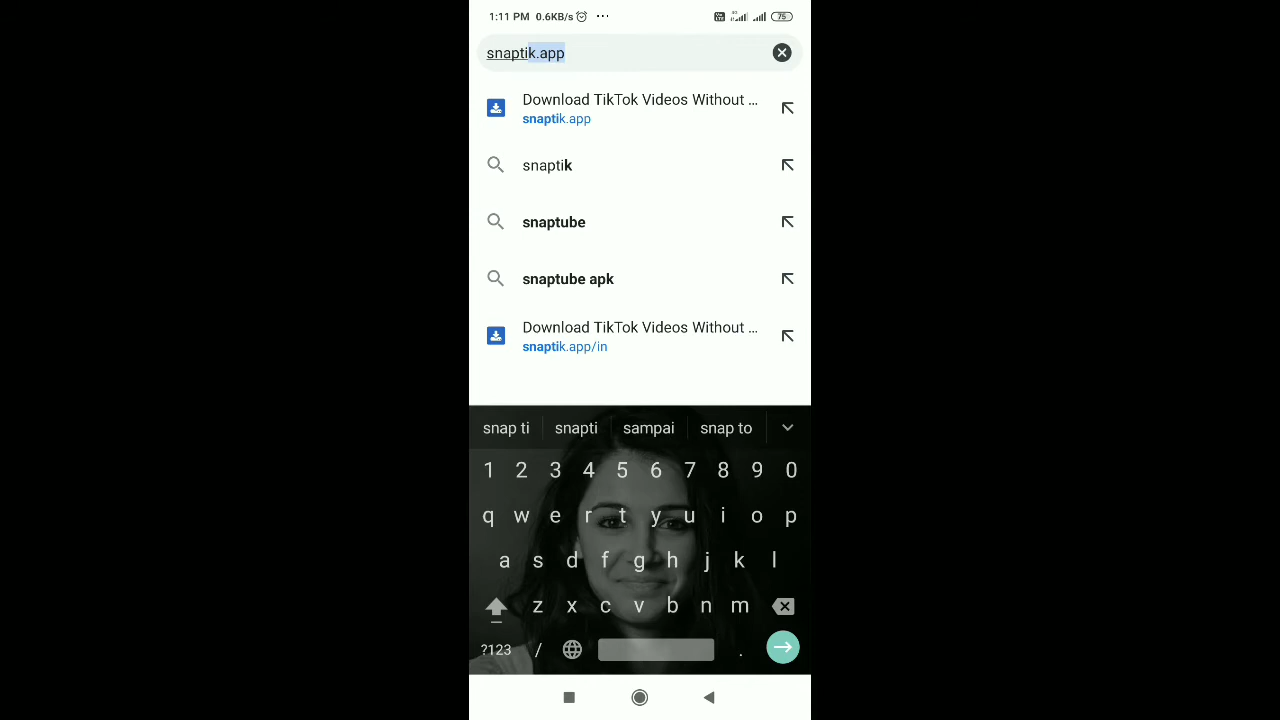 1:11 PM 0.6KB/s ... 4G 75
snaptik.app
Download TikTok Videos Without ...
snaptik.app
snaptik
snaptube
snaptube apk
Download TikTok Videos Without ...
snaptik.app/in
snap ti snapti sampai snap to
1 2 3 4 5 6 7 8 9 0
q w e r t y u i o p
a s d f g h j k l
z x c v b n m
?123 / .